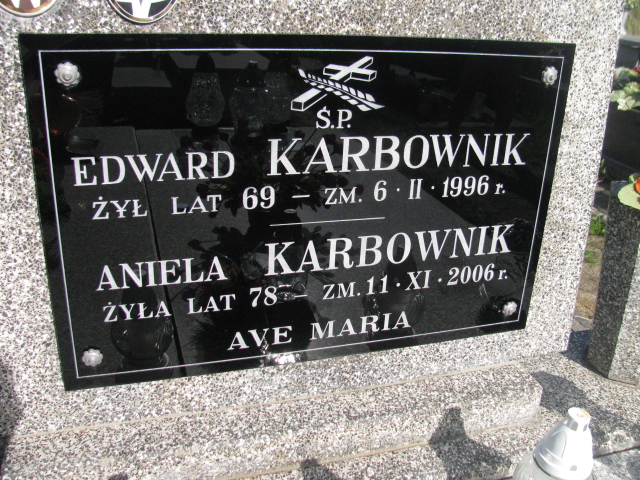 Ś.P.
EDWARD KARBOWNIK
ŻYŁ LAT 69 – ZM. 6·II·1996 r.
ANIELA KARBOWNIK
ŻYŁA LAT 78 – ZM. 11·XI·2006 r.
AVE MARIA